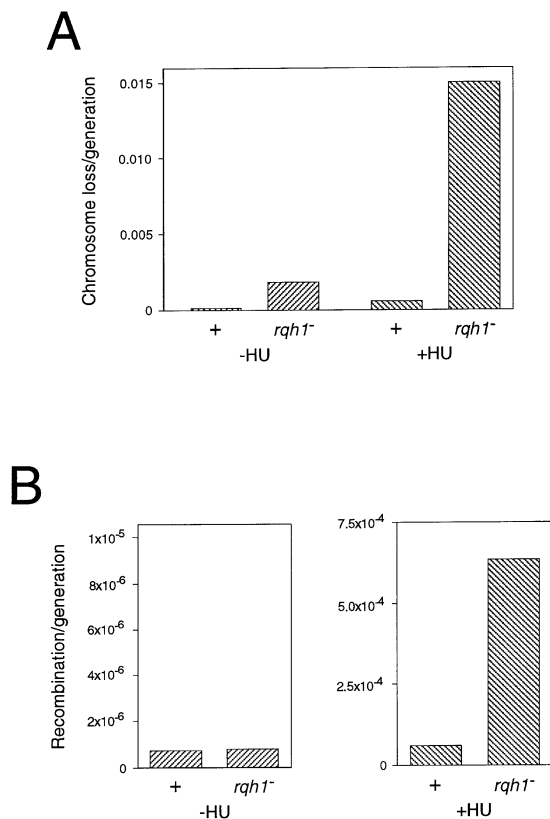 A
Chromosome loss/generation
0.015
0.010
0.005
0
+ rqh1⁻ + rqh1⁻
-HU +HU
B
Recombination/generation
1x10⁻⁵
8x10⁻⁶
6x10⁻⁶
4x10⁻⁶
2x10⁻⁶
0
+ rqh1⁻
-HU
7.5x10⁻⁴
5.0x10⁻⁴
2.5x10⁻⁴
0
+ rqh1⁻
+HU